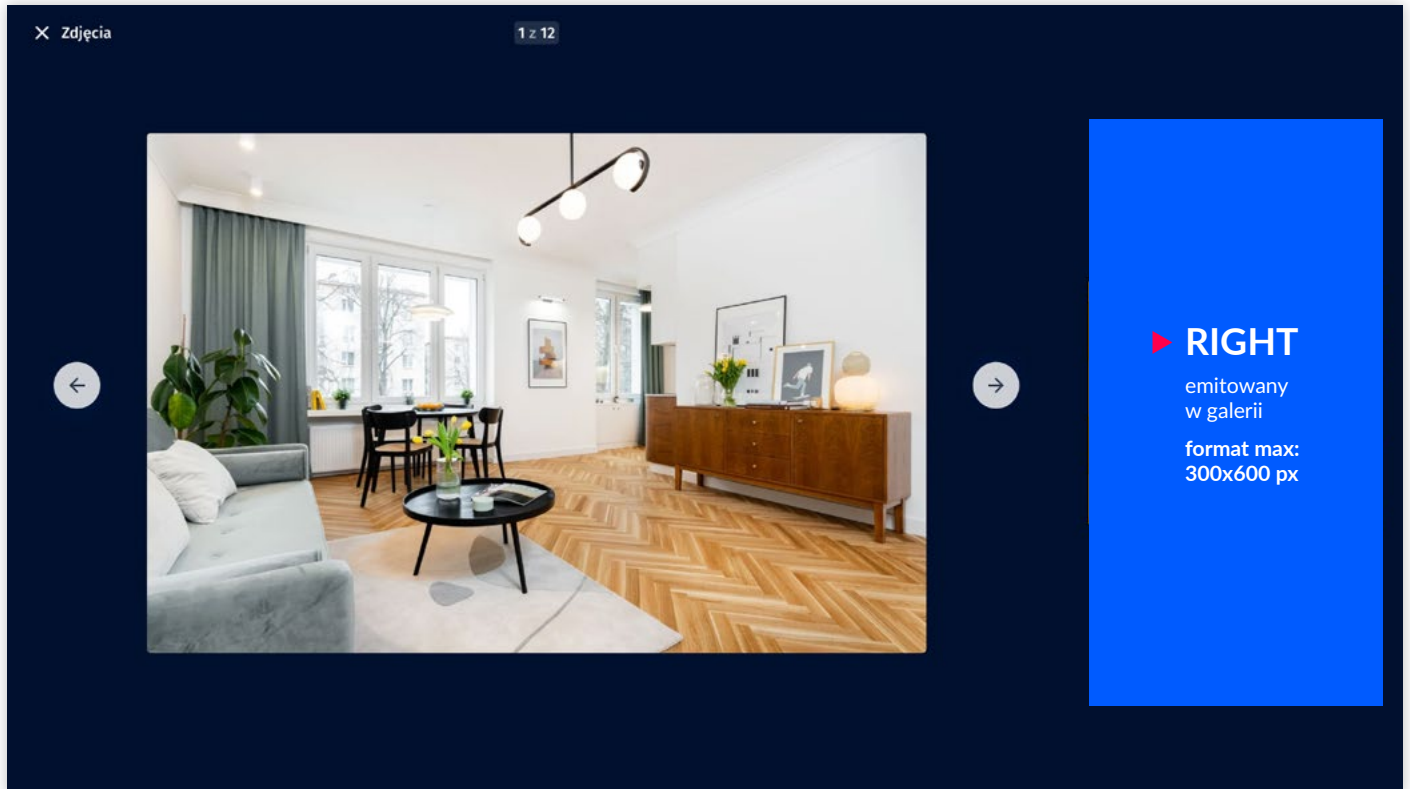 Zdjęcia
1 z 12
RIGHT
emitowany
w galerii
format max:
300x600 px